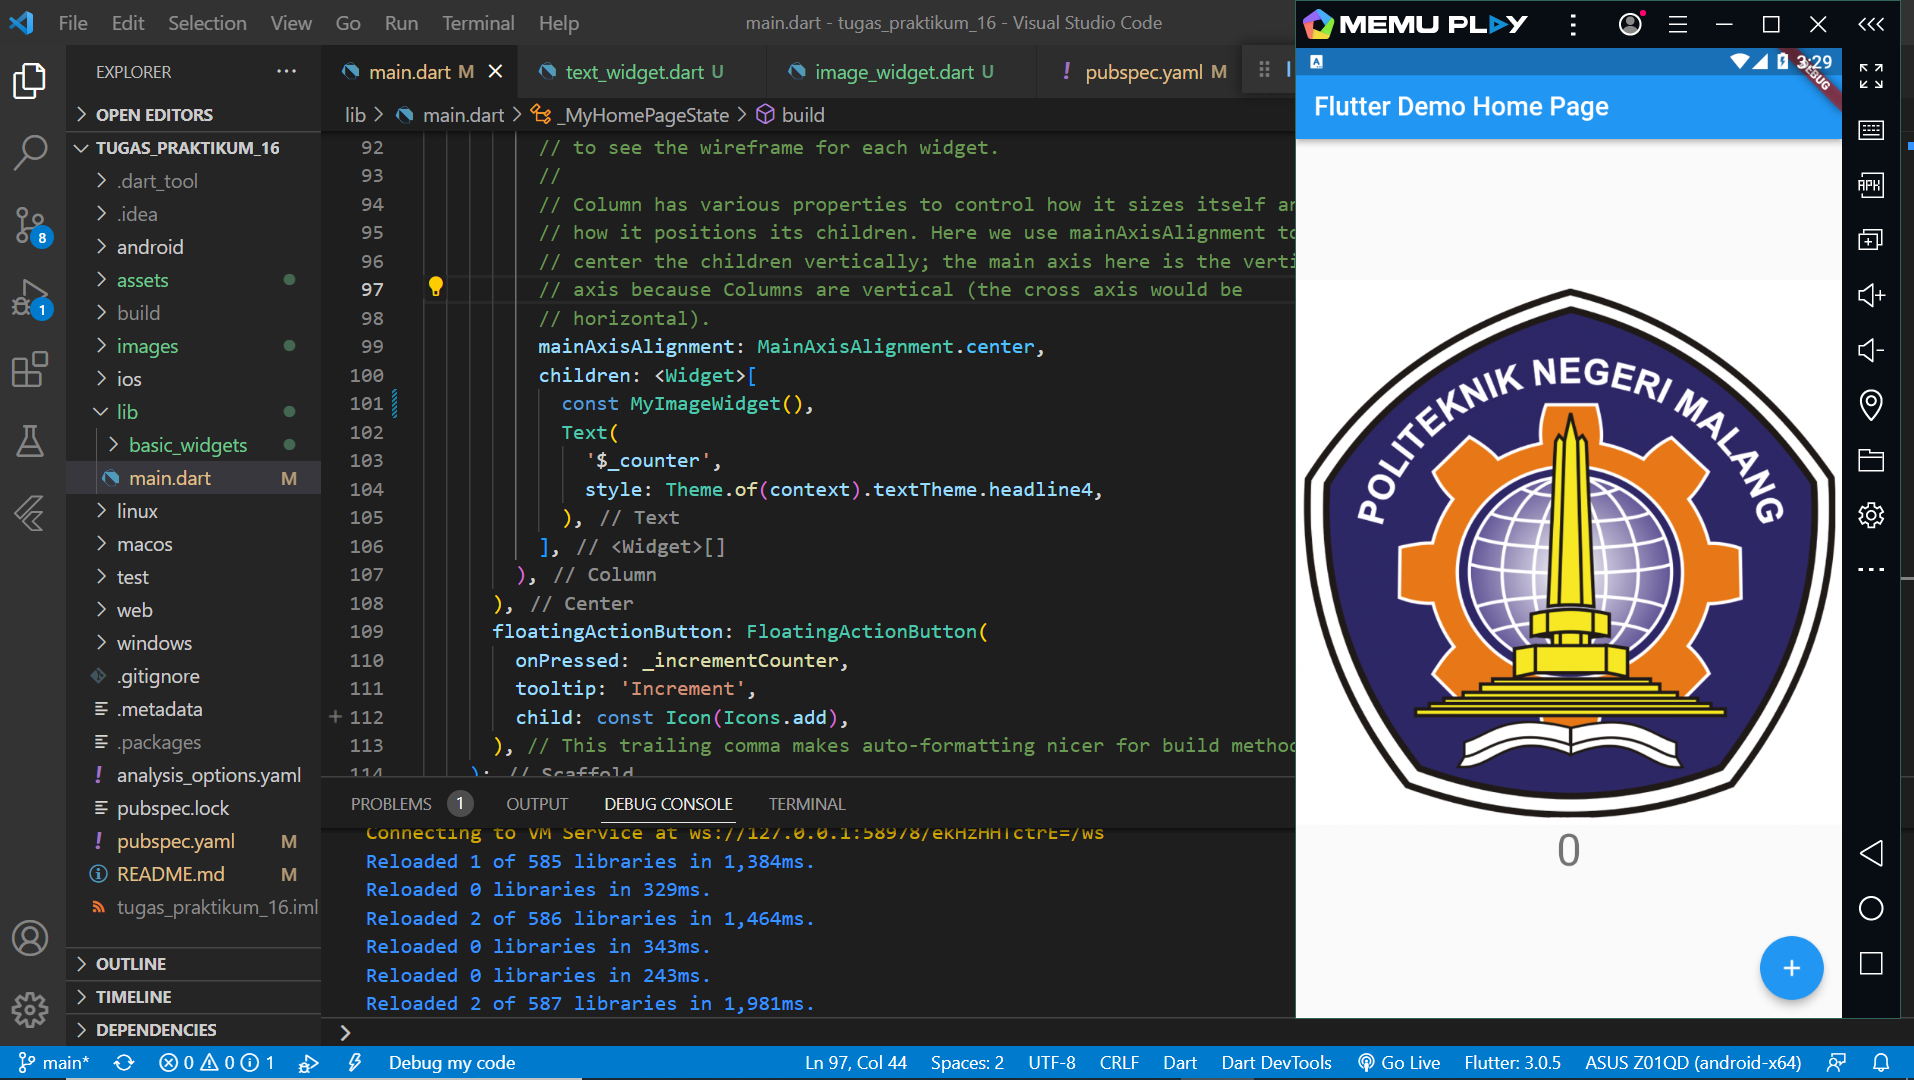 File Edit Selection View Go Run Terminal Help
main.dart - tugas_praktikum_16 - Visual Studio Code
EXPLORER
OPEN EDITORS
TUGAS_PRAKTIKUM_16
.dart_tool
.idea
android
assets
build
images
ios
lib
basic_widgets
main.dart M
linux
macos
test
web
windows
.gitignore
.metadata
.packages
analysis_options.yaml
pubspec.lock
pubspec.yaml M
README.md M
tugas_praktikum_16.iml
OUTLINE
TIMELINE
DEPENDENCIES
8
1
main.dart M
text_widget.dart U
image_widget.dart U
! pubspec.yaml M
lib > main.dart > _MyHomePageState > build
92 // to see the wireframe for each widget.
93 //
94 // Column has various properties to control how it sizes itself
95 // how it positions its children. Here we use mainAxisAlignment
96 // center the children vertically; the main axis here is the
97 // axis because Columns are vertical (the cross axis would be
98 // horizontal).
99 mainAxisAlignment: MainAxisAlignment.center,
100 children: <Widget>[
101 const MyImageWidget(),
102 Text(
103 '$_counter',
104 style: Theme.of(context).textTheme.headline4,
105 ), // Text
106 ], // <Widget>[]
107 ), // Column
108 ), // Center
109 floatingActionButton: FloatingActionButton(
110 onPressed: _incrementCounter,
111 tooltip: 'Increment',
112 child: const Icon(Icons.add),
113 ), // This trailing comma makes auto-formatting nicer for build
114 ); // Scaffold
PROBLEMS 1 OUTPUT DEBUG CONSOLE TERMINAL
Connecting to VM Service at
Reloaded 1 of 585 libraries in 1,384ms.
Reloaded 0 libraries in 329ms.
Reloaded 2 of 586 libraries in 1,464ms.
Reloaded 0 libraries in 343ms.
Reloaded 0 libraries in 243ms.
Reloaded 2 of 587 libraries in 1,981ms.
main* 0 0 1 Debug my code
Ln 97, Col 44 Spaces: 2 UTF-8 CRLF Dart Dart DevTools Go Live Flutter: 3.0.5 ASUS Z01QD (android-x64)
MEMU PLAY
3:29
DEBUG
Flutter Demo Home Page
POLITEKNIK NEGERI MALANG
0
APK